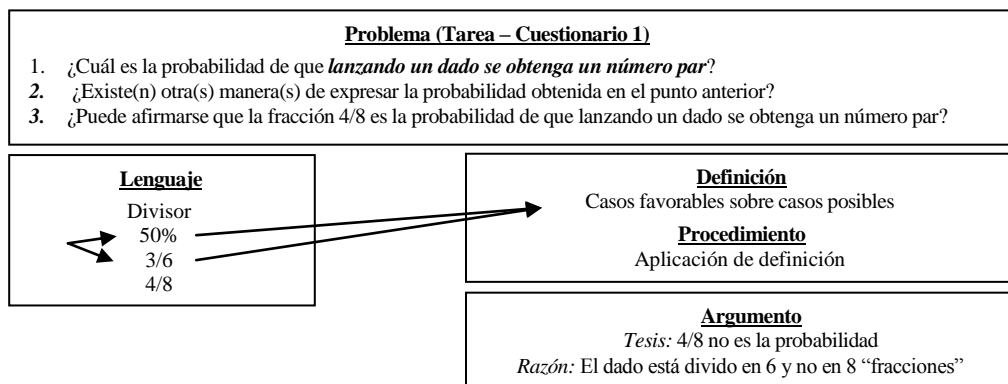 Problema (Tarea – Cuestionario 1)
1. ¿Cuál es la probabilidad de que lanzando un dado se obtenga un número par?
2. ¿Existe(n) otra(s) manera(s) de expresar la probabilidad obtenida en el punto anterior?
3. ¿Puede afirmarse que la fracción 4/8 es la probabilidad de que lanzando un dado se obtenga un número par?
Lenguaje
Divisor
50%
3/6
4/8
Definición
Casos favorables sobre casos posibles
Procedimiento
Aplicación de definición
Argumento
Tesis: 4/8 no es la probabilidad
Razón: El dado está divido en 6 y no en 8 “fracciones”